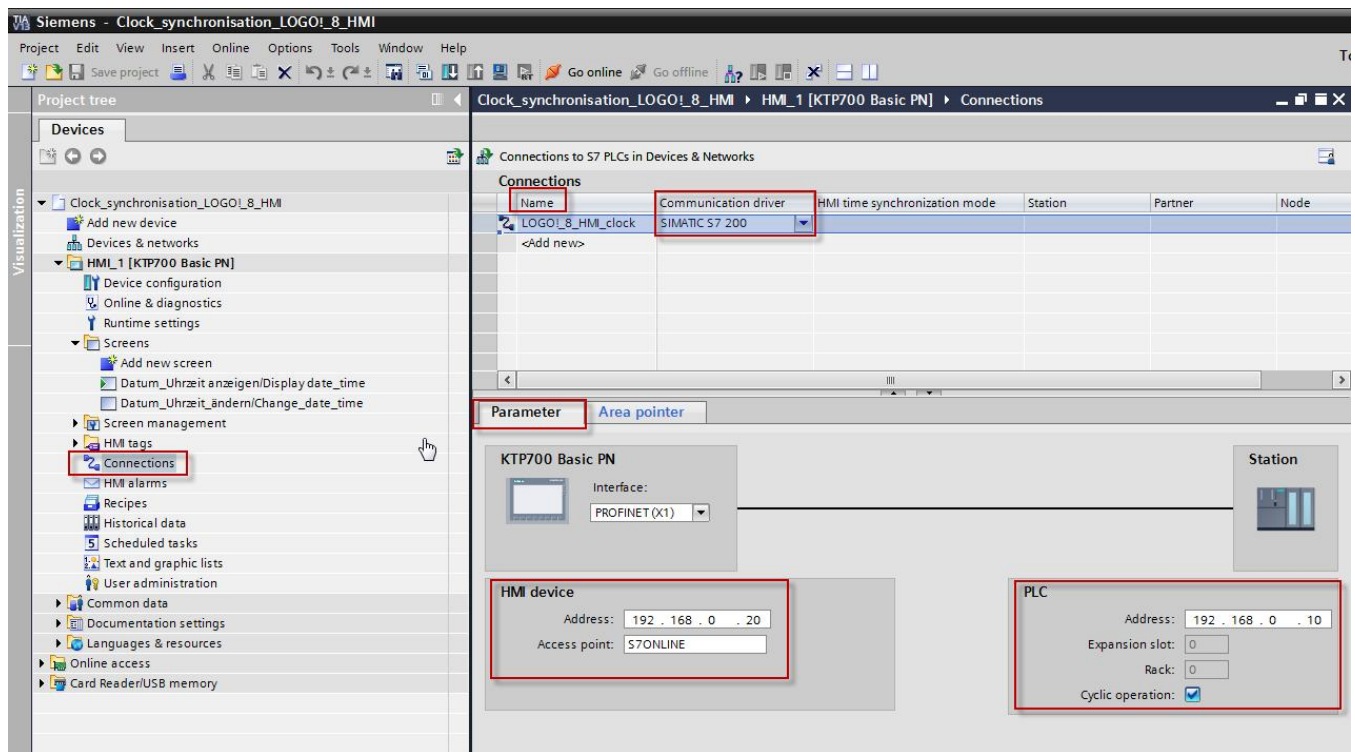 Siemens - Clock_synchronisation_LOGO!_8_HMI
Project Edit View Insert Online Options Tools Window Help
Save project Go online Go offline
Project tree
Clock_synchronisation_LOGO!_8_HMI HMI_1 [KTP700 Basic PN] Connections
Devices
Visualization
Clock_synchronisation_LOGO!_8_HMI
Add new device
Devices & networks
HMI_1 [KTP700 Basic PN]
Device configuration
Online & diagnostics
Runtime settings
Screens
Add new screen
Datum_Uhrzeit anzeigen/Display date_time
Datum_Uhrzeit_ändern/Change_date_time
Screen management
HMI tags
Connections
HMI alarms
Recipes
Historical data
Scheduled tasks
Text and graphic lists
User administration
Common data
Documentation settings
Languages & resources
Online access
Card Reader/USB memory
Connections to S7 PLCs in Devices & Networks
Connections
Name Communication driver HMI time synchronization mode Station Partner Node
LOGO!_8_HMI_clock SIMATIC S7 200
<Add new>
Parameter Area pointer
KTP700 Basic PN
Interface:
PROFINET (X1)
Station
HMI device
Address: 192 . 168 . 0 . 20
Access point: S7ONLINE
PLC
Address: 192 . 168 . 0 . 10
Expansion slot: 0
Rack: 0
Cyclic operation: